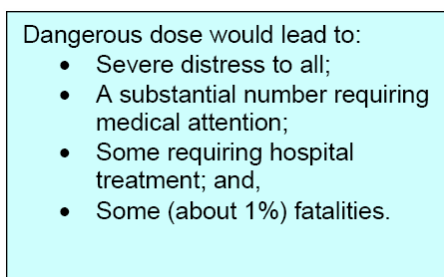 Dangerous dose would lead to:
• Severe distress to all;
• A substantial number requiring
medical attention;
• Some requiring hospital
treatment; and,
• Some (about 1%) fatalities.